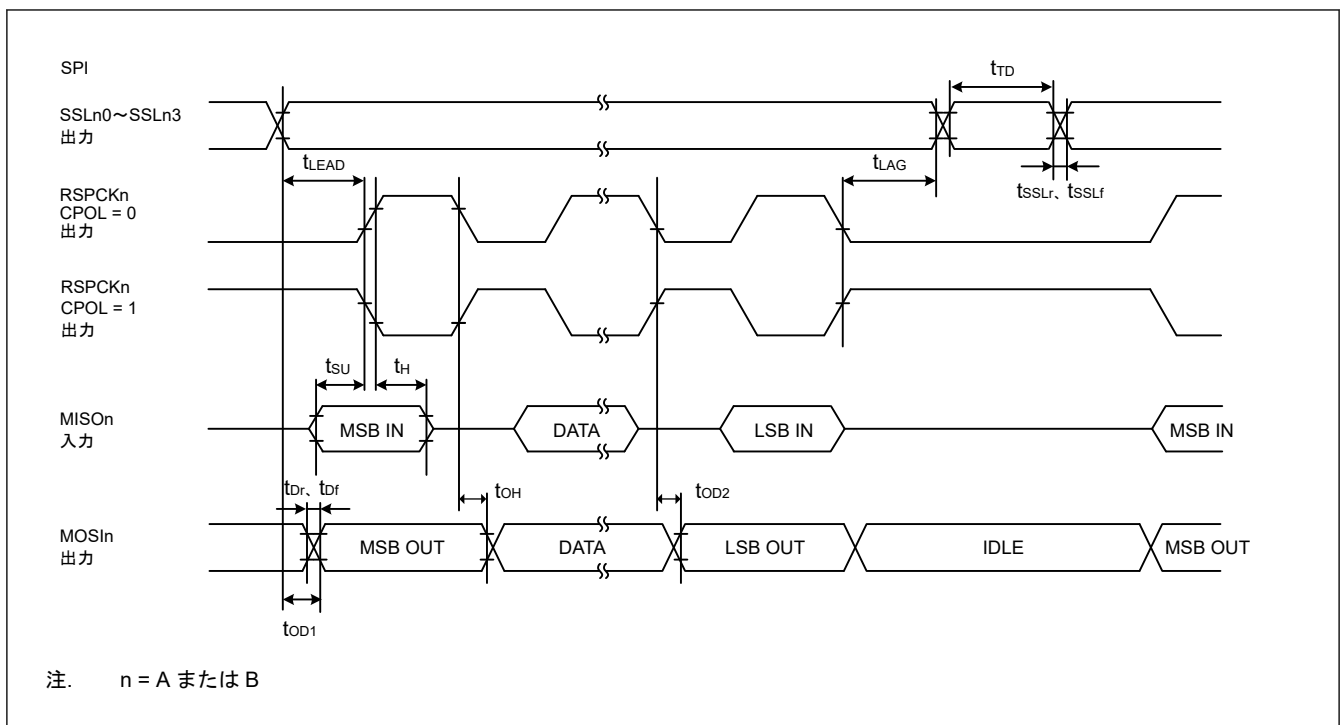 SPI
SSLn0～SSLn3
出力
tTD
tLEAD
tLAG
tSSLr、tSSLf
RSPCKn
CPOL = 0
出力
RSPCKn
CPOL = 1
出力
tSU
tH
MISOn
入力
MSB IN
DATA
LSB IN
MSB IN
tDr、tDf
tOH
tOD2
MOSIn
出力
MSB OUT
DATA
LSB OUT
IDLE
MSB OUT
tOD1
注. n = A または B